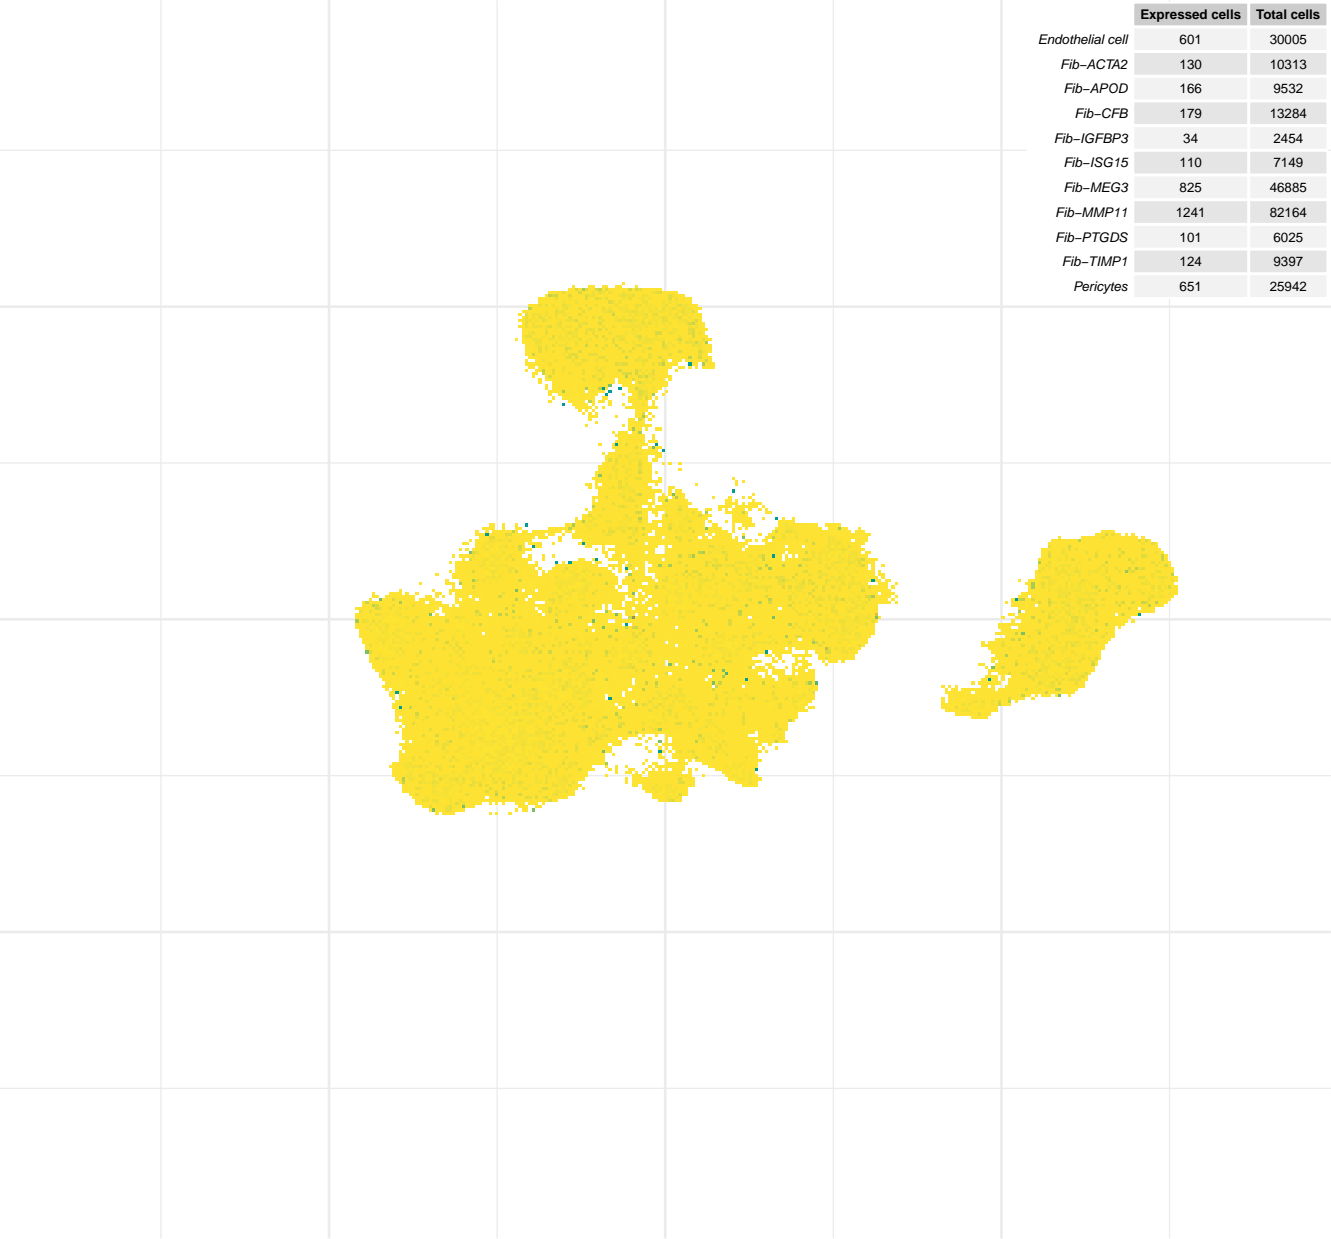 Expressed cells Total cells
Endothelial cell 601 30005
Fib−ACTA2 130 10313
Fib−APOD 166 9532
Fib−CFB 179 13284
Fib−IGFBP3 34 2454
Fib−ISG15 110 7149
Fib−MEG3 825 46885
Fib−MMP11 1241 82164
Fib−PTGDS 101 6025
Fib−TIMP1 124 9397
Pericytes 651 25942